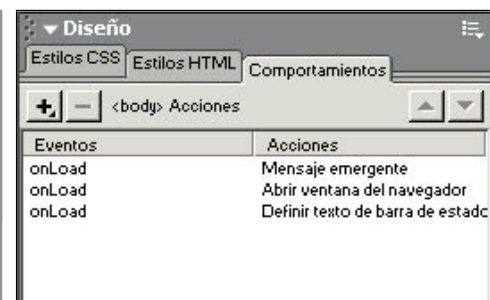 Diseño
Estilos CSS Estilos HTML Comportamientos
<body> Acciones
Eventos Acciones
onLoad Mensaje emergente
onLoad Abrir ventana del navegador
onLoad Definir texto de barra de estado